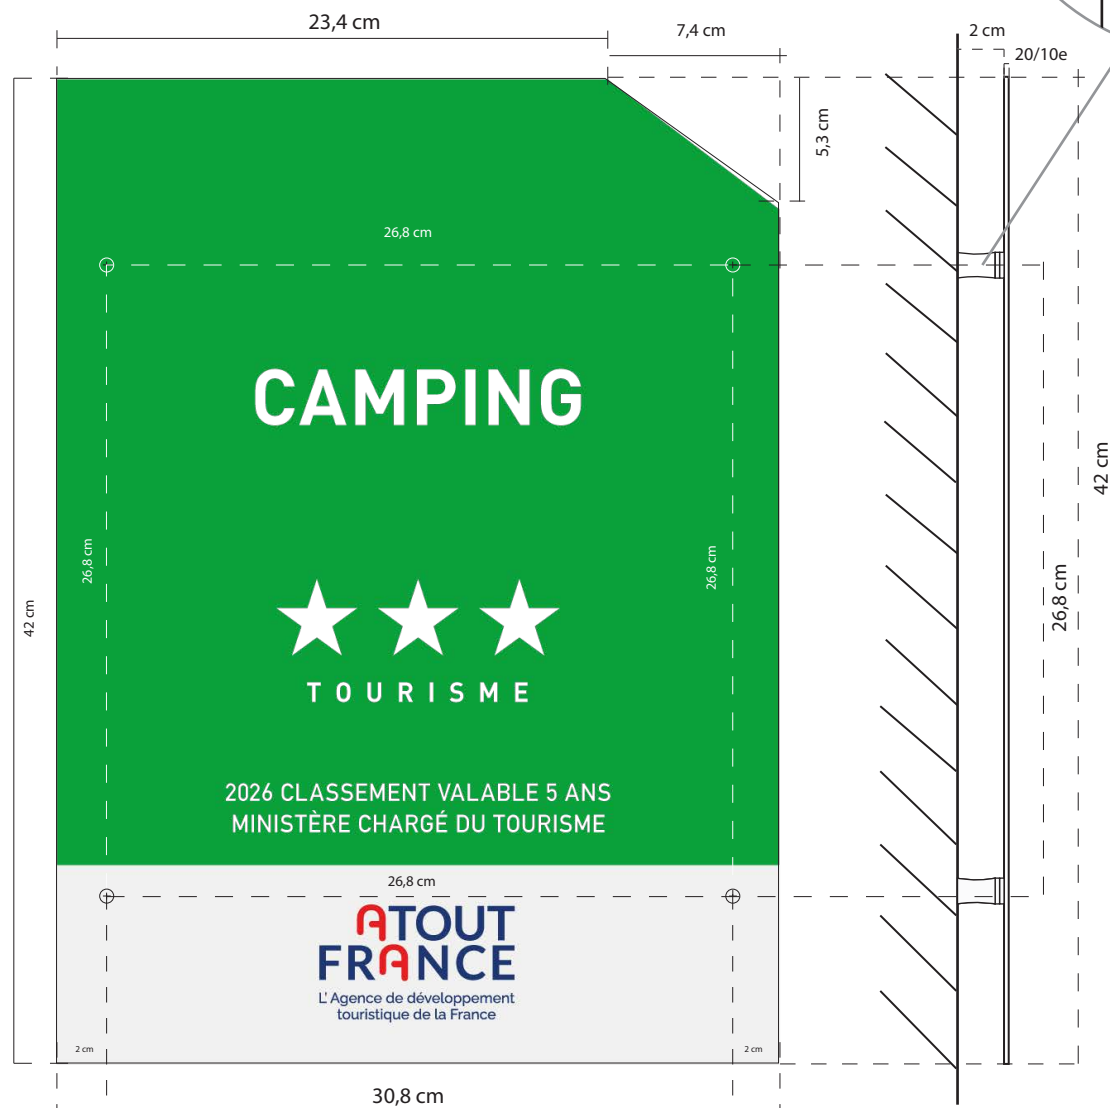 23,4 cm
7,4 cm
2 cm
20/10e
5,3 cm
26,8 cm
CAMPING
26,8 cm
26,8 cm
42 cm
42 cm
26,8 cm
TOURISME
2026 CLASSEMENT VALABLE 5 ANS
MINISTÈRE CHARGÉ DU TOURISME
26,8 cm
ATOUT
FRANCE
L'Agence de développement
touristique de la France
2 cm
2 cm
30,8 cm